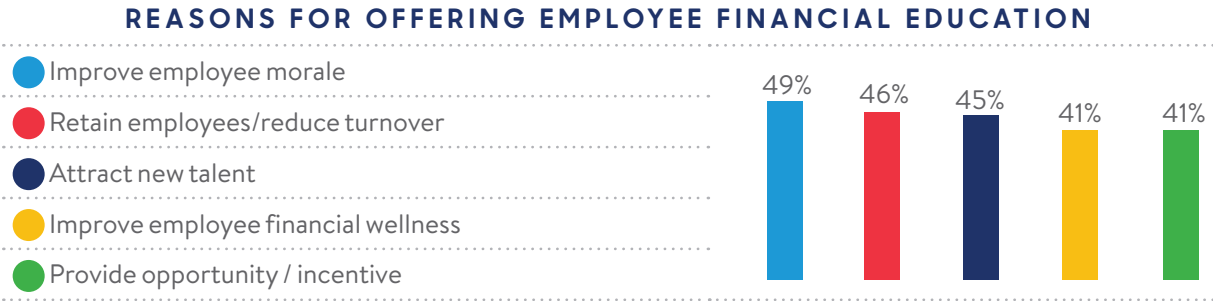 REASONS FOR OFFERING EMPLOYEE FINANCIAL EDUCATION
Improve employee morale
Retain employees/reduce turnover
Attract new talent
Improve employee financial wellness
Provide opportunity / incentive
49%
46%
45%
41%
41%